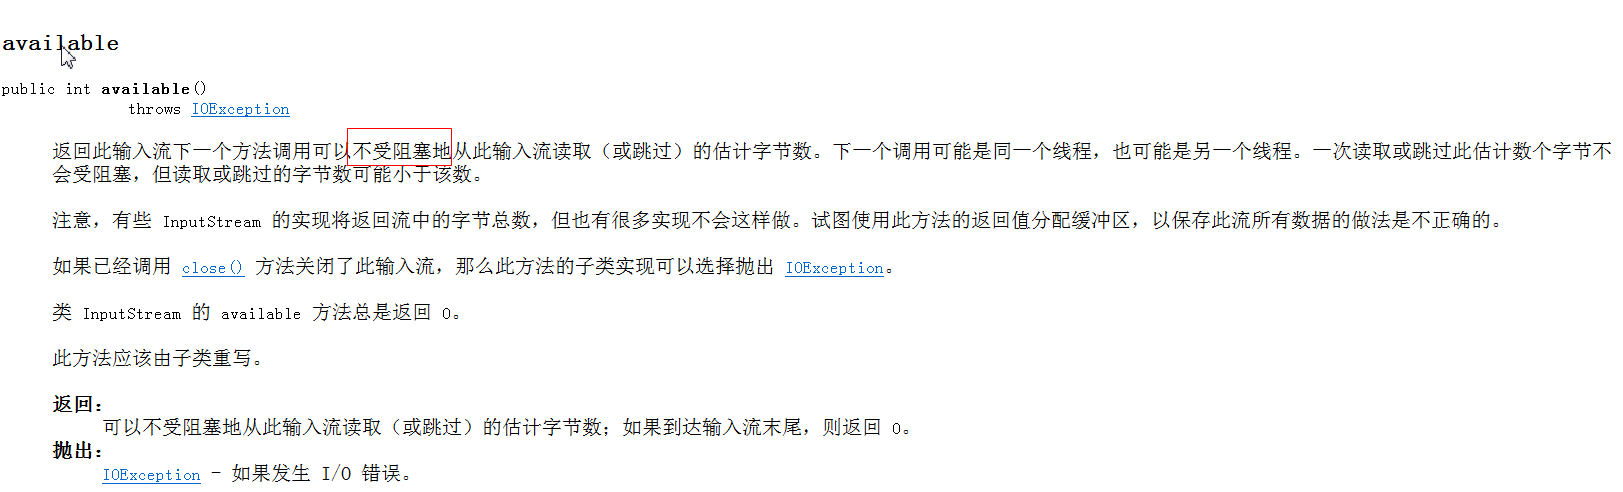 available
public int available()
throws IOException
返回此输入流下一个方法调用可以不受阻塞地从此输入流读取（或跳过）的估计字节数。下一个调用可能是同一个线程，也可能是另一个线程。一次读取或跳过此估计数个字节不
会受阻塞，但读取或跳过的字节数可能小于该数。
注意，有些 InputStream 的实现将返回流中的字节总数，但也有很多实现不会这样做。试图使用此方法的返回值分配缓冲区，以保存此流所有数据的做法是不正确的。
如果已经调用 close() 方法关闭了此输入流，那么此方法的子类实现可以选择抛出 IOException。
类 InputStream 的 available 方法总是返回 0。
此方法应该由子类重写。
返回：
可以不受阻塞地从此输入流读取（或跳过）的估计字节数；如果到达输入流末尾，则返回 0。
抛出：
IOException - 如果发生 I/O 错误。